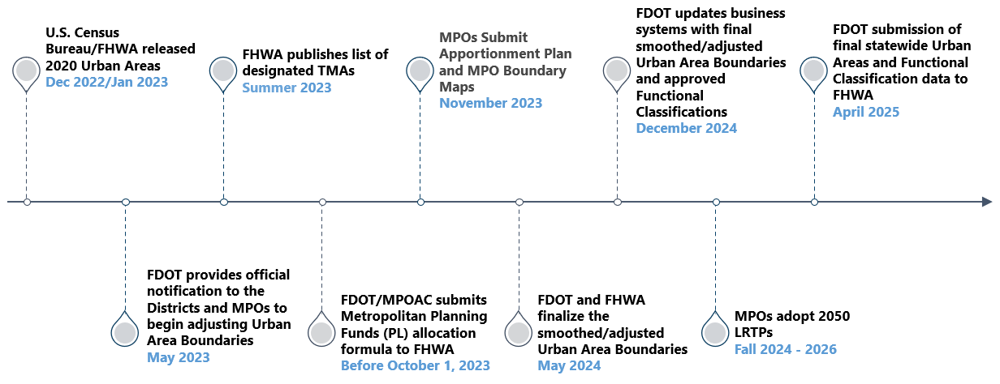 U.S. Census
Bureau/FHWA released
2020 Urban Areas
Dec 2022/Jan 2023
FHWA publishes list of
designated TMAs
Summer 2023
MPOs Submit
Apportionment Plan
and MPO Boundary
Maps
November 2023
FDOT updates business
systems with final
smoothed/adjusted
Urban Area Boundaries
and approved
Functional
Classifications
December 2024
FDOT submission of
final statewide Urban
Areas and Functional
Classification data to
FHWA
April 2025
FDOT provides official
notification to the
Districts and MPOs to
begin adjusting Urban
Area Boundaries
May 2023
FDOT/MPOAC submits
Metropolitan Planning
Funds (PL) allocation
formula to FHWA
Before October 1, 2023
FDOT and FHWA
finalize the
smoothed/adjusted
Urban Area Boundaries
May 2024
MPOs adopt 2050
LRTPs
Fall 2024 - 2026